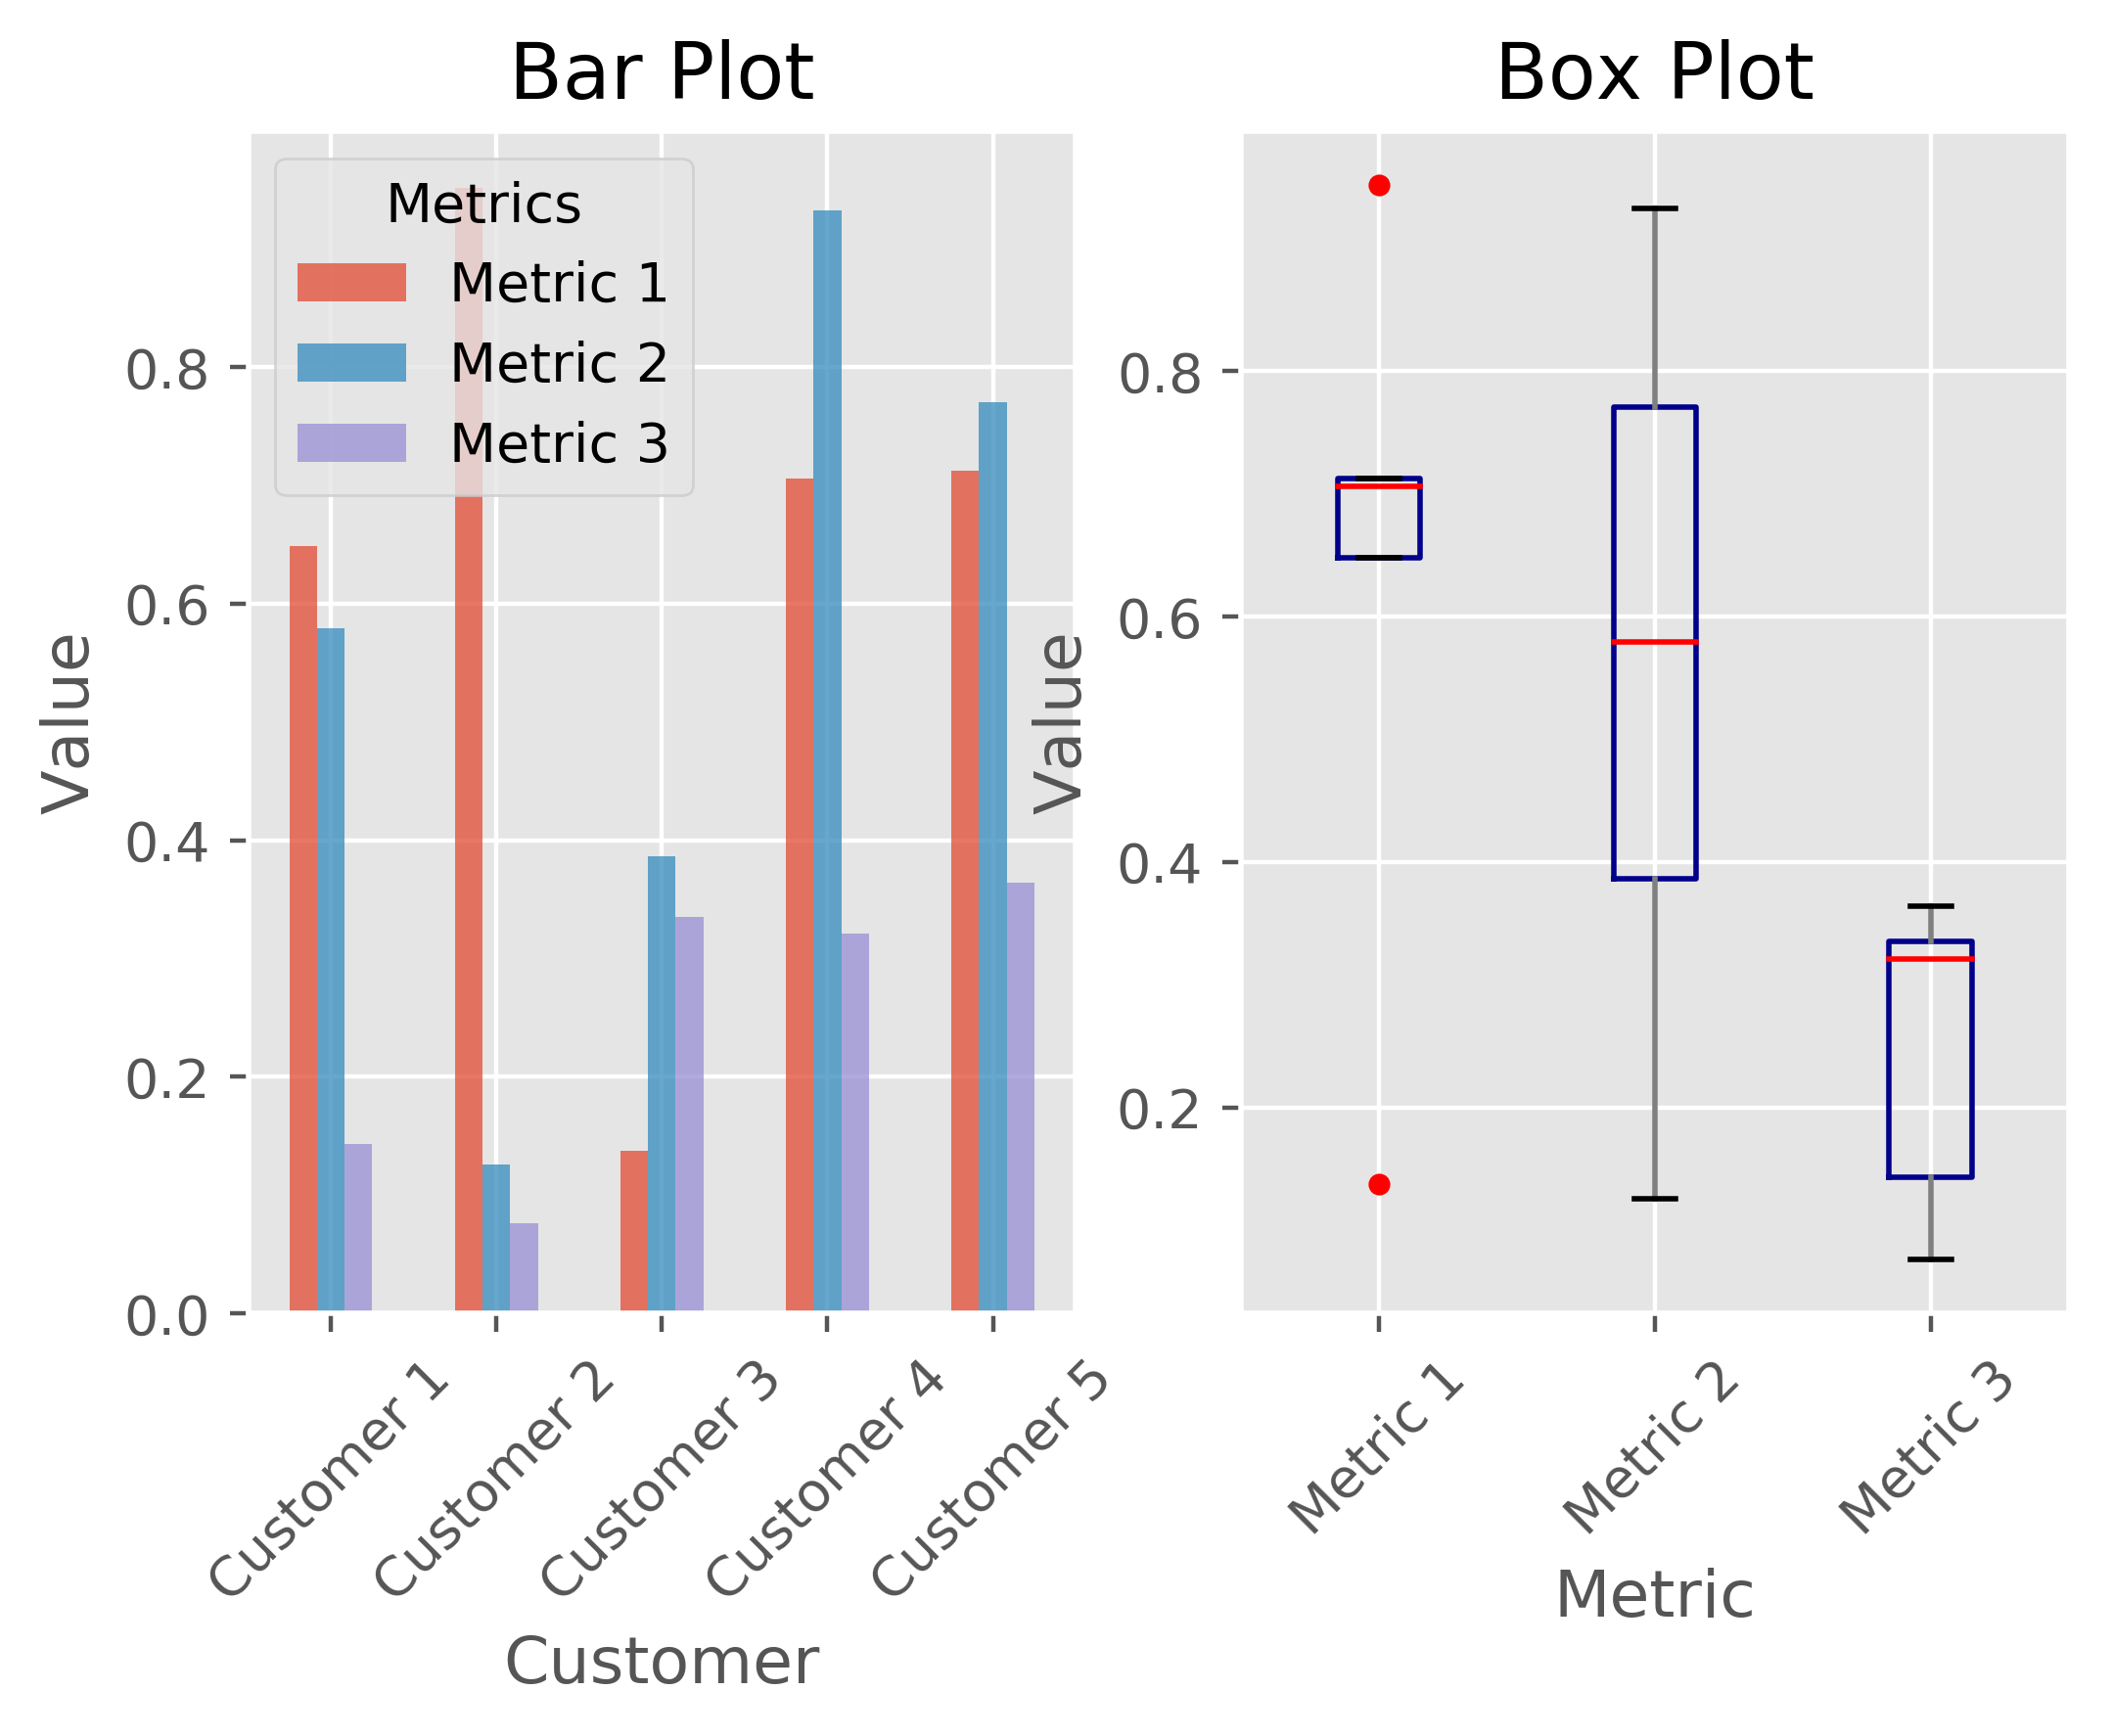 Bar Plot
Metrics
Metric 1
Metric 2
Metric 3
0.8
0.6
0.4
0.2
0.0
Value
Customer 1
Customer 2
Customer 3
Customer 4
Customer 5
Customer
Box Plot
0.8
0.6
0.4
0.2
Value
Metric 1
Metric 2
Metric 3
Metric